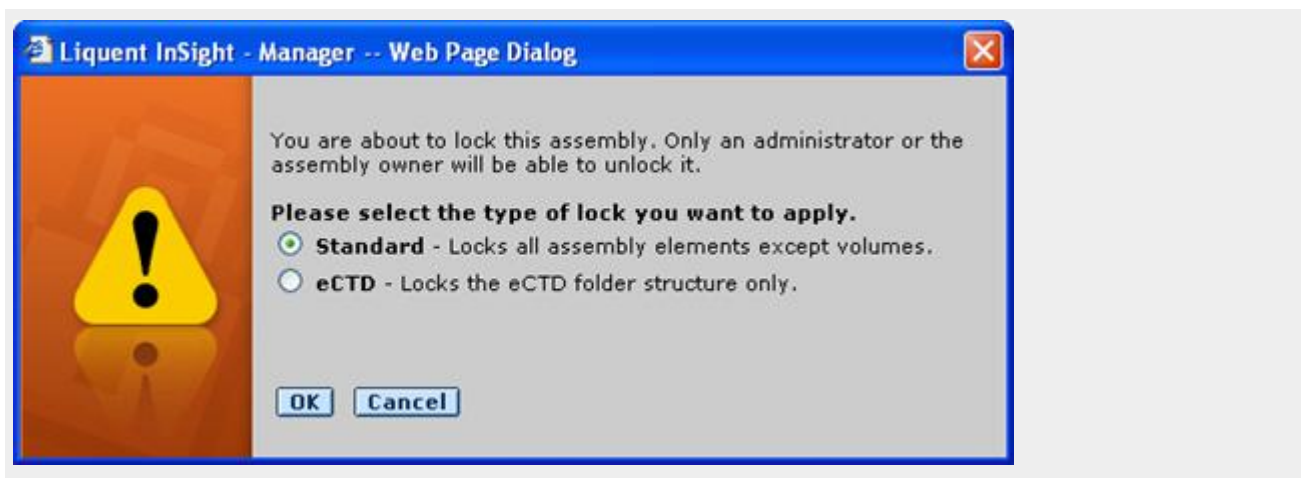 Liquent InSight - Manager -- Web Page Dialog
You are about to lock this assembly. Only an administrator or the
assembly owner will be able to unlock it.
Please select the type of lock you want to apply.
Standard - Locks all assembly elements except volumes.
eCTD - Locks the eCTD folder structure only.
OK Cancel